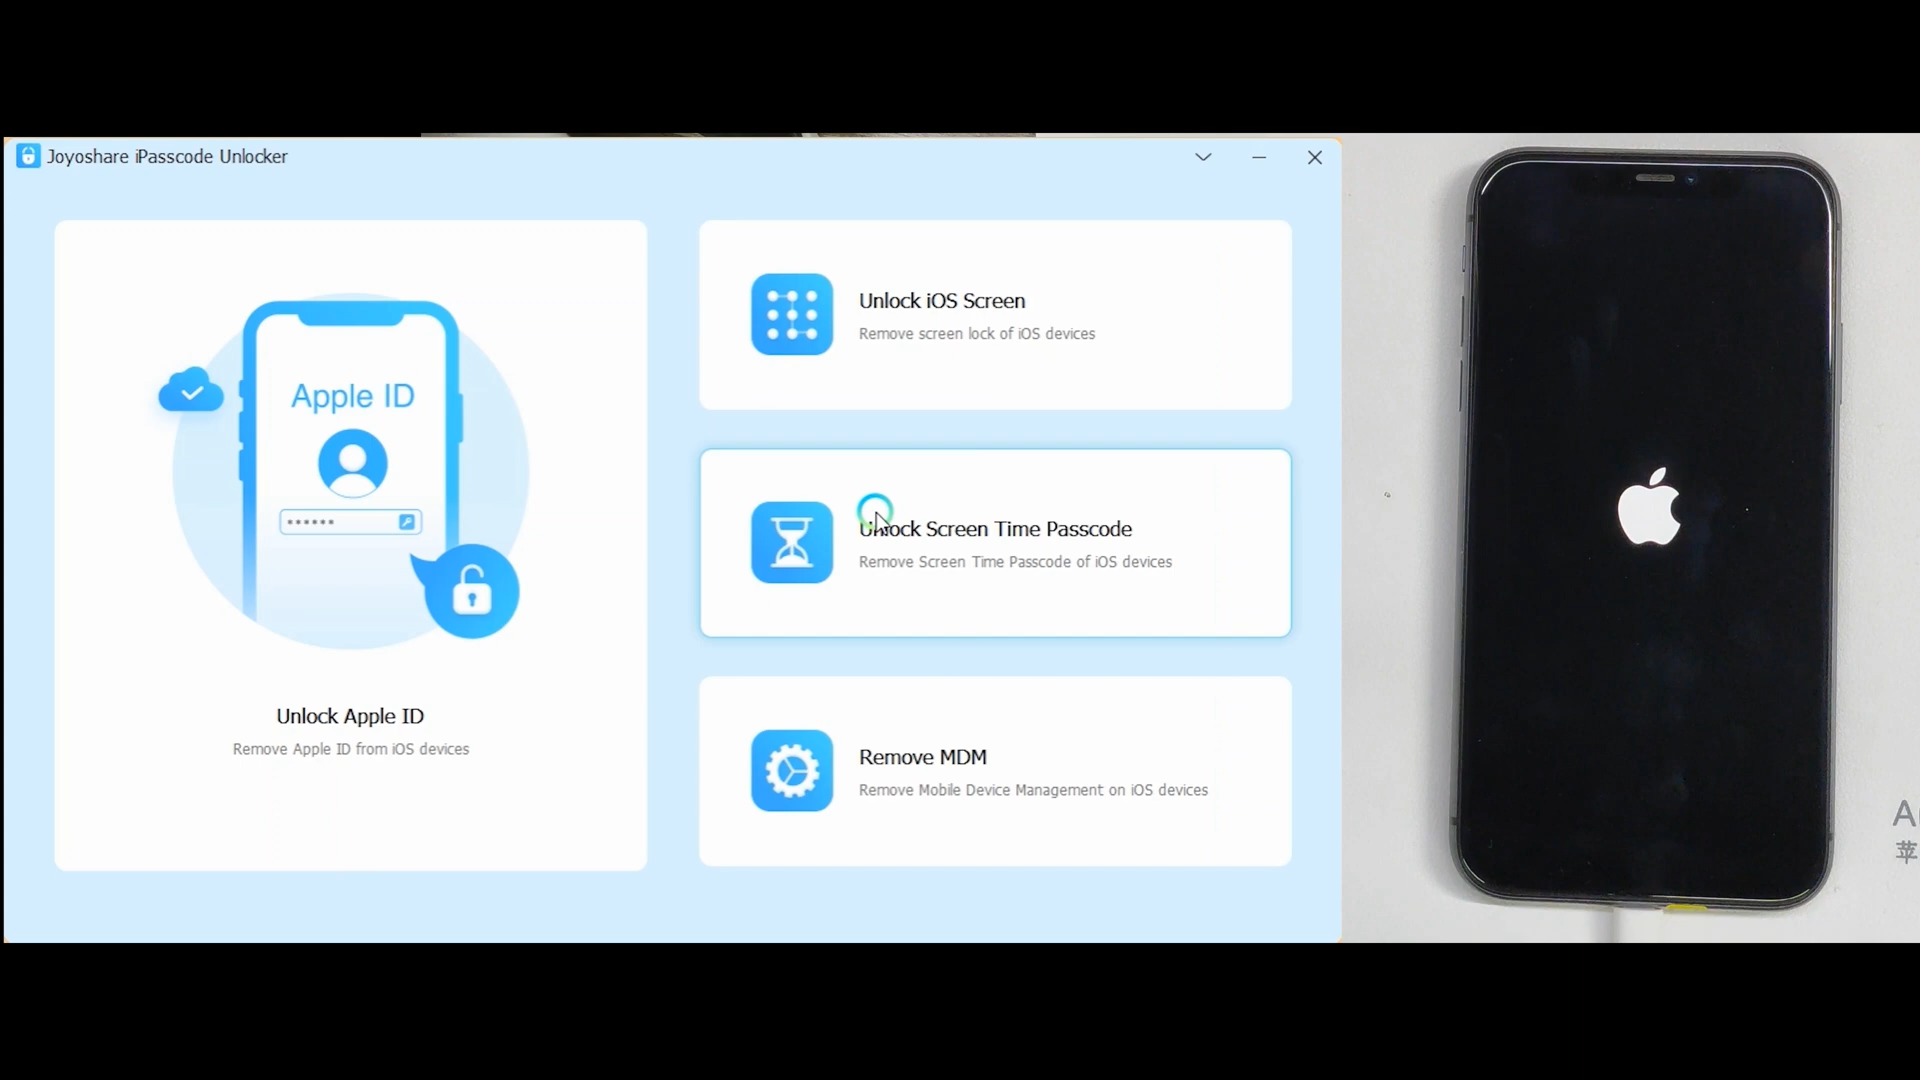 Joyoshare iPasscode Unlocker
Apple ID
Unlock Apple ID
Remove Apple ID from iOS devices
Unlock iOS Screen
Remove screen lock of iOS devices
Unlock Screen Time Passcode
Remove Screen Time Passcode of iOS devices
Remove MDM
Remove Mobile Device Management on iOS devices
苹